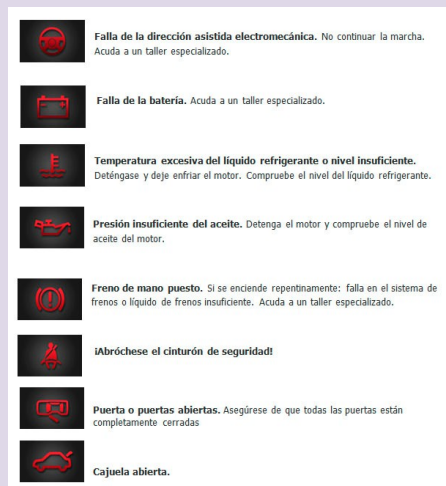 Falla de la dirección asistida electromecánica. No continuar la marcha.
Acuda a un taller especializado.
Falla de la batería. Acuda a un taller especializado.
Temperatura excesiva del líquido refrigerante o nivel insuficiente.
Deténgase y deje enfriar el motor. Compruebe el nivel del líquido refrigerante.
Presión insuficiente del aceite. Detenga el motor y compruebe el nivel de
aceite del motor.
Freno de mano puesto. Si se enciende repentinamente: falla en el sistema de
frenos o líquido de frenos insuficiente. Acuda a un taller especializado.
¡Abróchese el cinturón de seguridad!
Puerta o puertas abiertas. Asegúrese de que todas las puertas están
completamente cerradas
Cajuela abierta.